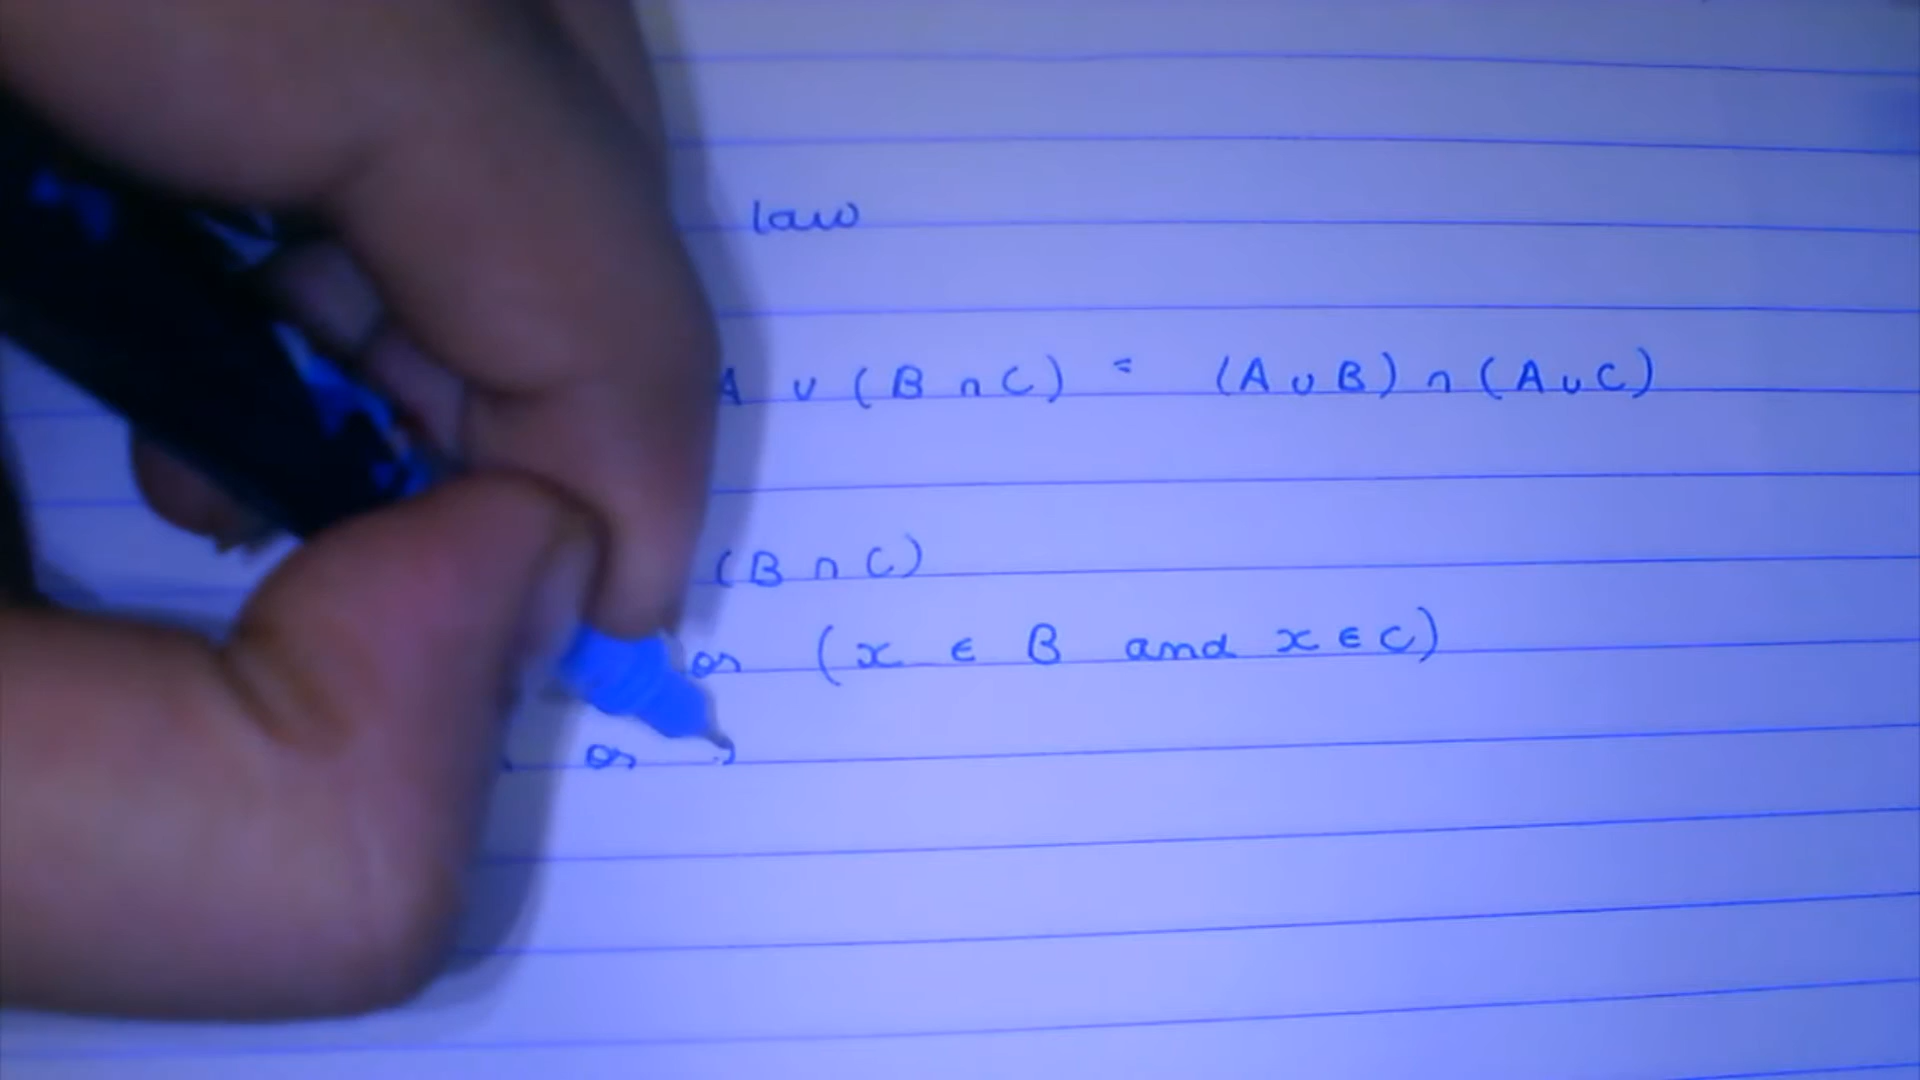 law
A ∪ (B ∩ C) = (A ∪ B) ∩ (A ∪ C)
(B ∩ C)
or (x ∈ B and x ∈ C)
or